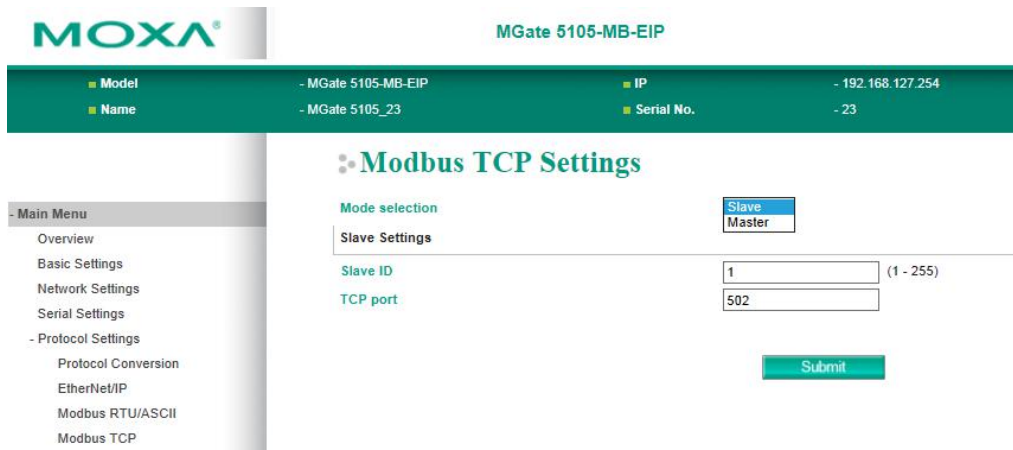 MOXA®
MGate 5105-MB-EIP
Model - MGate 5105-MB-EIP IP - 192.168.127.254
Name - MGate 5105_23 Serial No. - 23
Modbus TCP Settings
Mode selection Slave
Master
Slave Settings
Slave ID 1 (1 - 255)
TCP port 502
Submit
- Main Menu
Overview
Basic Settings
Network Settings
Serial Settings
- Protocol Settings
Protocol Conversion
EtherNet/IP
Modbus RTU/ASCII
Modbus TCP